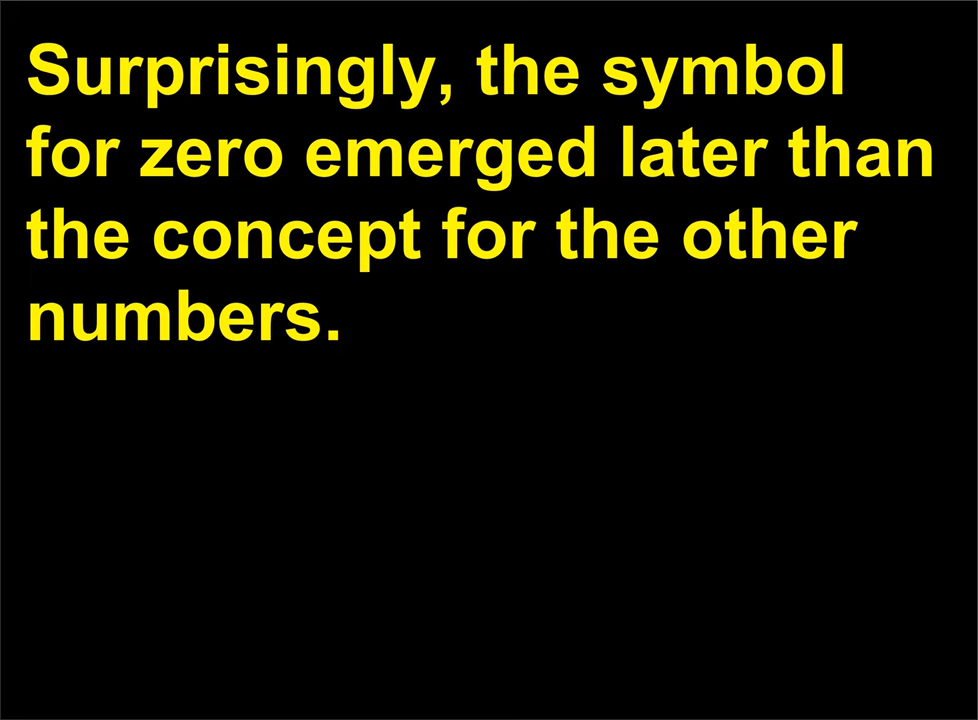 Surprisingly, the symbol
for zero emerged later than
the concept for the other
numbers.